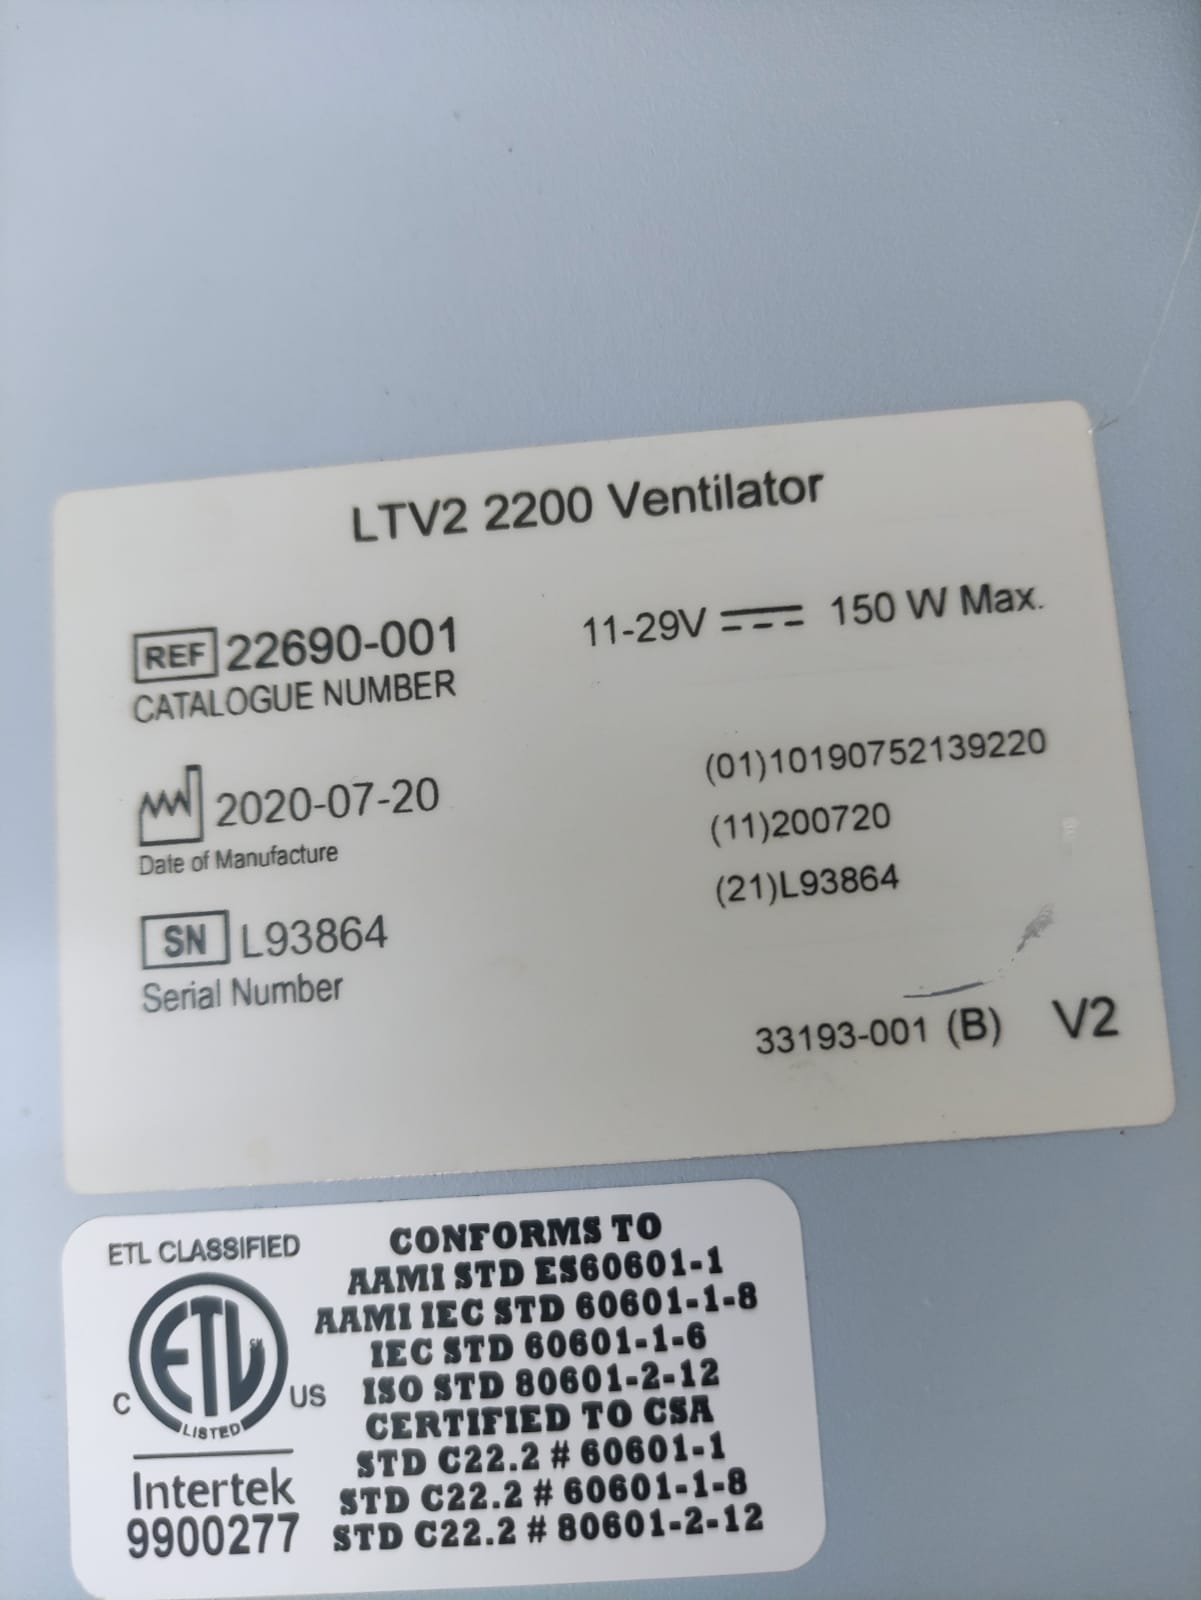 LTV2 2200 Ventilator
REF 22690-001
CATALOGUE NUMBER
11-29V 150 W Max.
2020-07-20
Date of Manufacture
SN L93864
Serial Number
(01)10190752139220
(11)200720
(21)L93864
33193-001 (B) V2
ETL CLASSIFIED
ETL SM
C LISTED US
Intertek
9900277
CONFORMS TO
AAMI STD ES60601-1
AAMI IEC STD 60601-1-8
IEC STD 60601-1-6
ISO STD 80601-2-12
CERTIFIED TO CSA
STD C22.2 # 60601-1
STD C22.2 # 60601-1-8
STD C22.2 # 80601-2-12